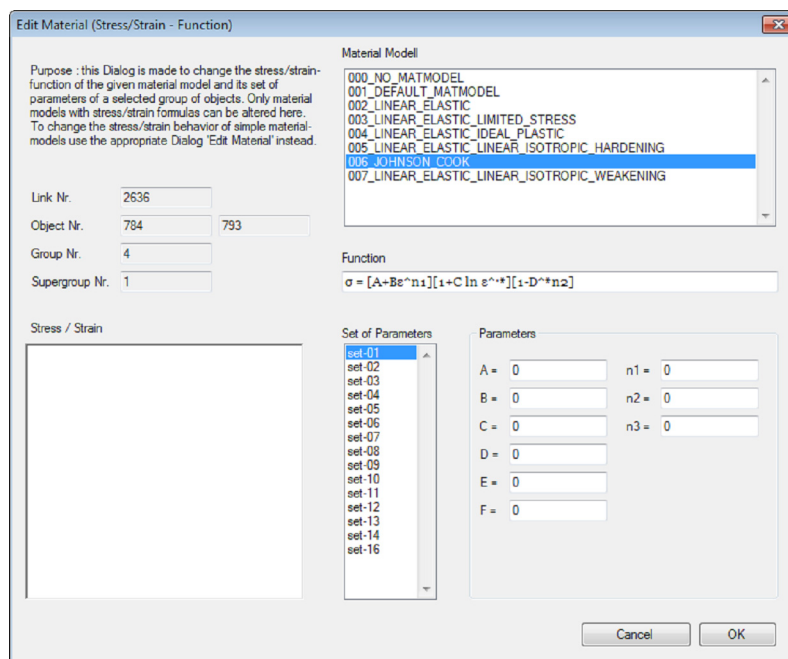 Edit Material (Stress/Strain - Function)
Purpose : this Dialog is made to change the stress/strain-
function of the given material model and its set of
parameters of a selected group of objects. Only material
models with stress/strain formulas can be altered here.
To change the stress/strain behavior of simple material-
models use the appropriate Dialog 'Edit Material' instead.
Link Nr. 2636
Object Nr. 784 793
Group Nr. 4
Supergroup Nr. 1
Material Modell
000_NO_MATMODEL
001_DEFAULT_MATMODEL
002_LINEAR_ELASTIC
003_LINEAR_ELASTIC_LIMITED_STRESS
004_LINEAR_ELASTIC_IDEAL_PLASTIC
005_LINEAR_ELASTIC_LINEAR_ISOTROPIC_HARDENING
006_JOHNSON_COOK
007_LINEAR_ELASTIC_LINEAR_ISOTROPIC_WEAKENING
Function
σ = [A+Bε^n1][1+C ln ε^·*][1-D^*n2]
Stress / Strain
Set of Parameters
set-01
set-02
set-03
set-04
set-05
set-06
set-07
set-08
set-09
set-10
set-11
set-12
set-13
set-14
set-16
Parameters
A = 0 n1 = 0
B = 0 n2 = 0
C = 0 n3 = 0
D = 0
E = 0
F = 0
Cancel OK